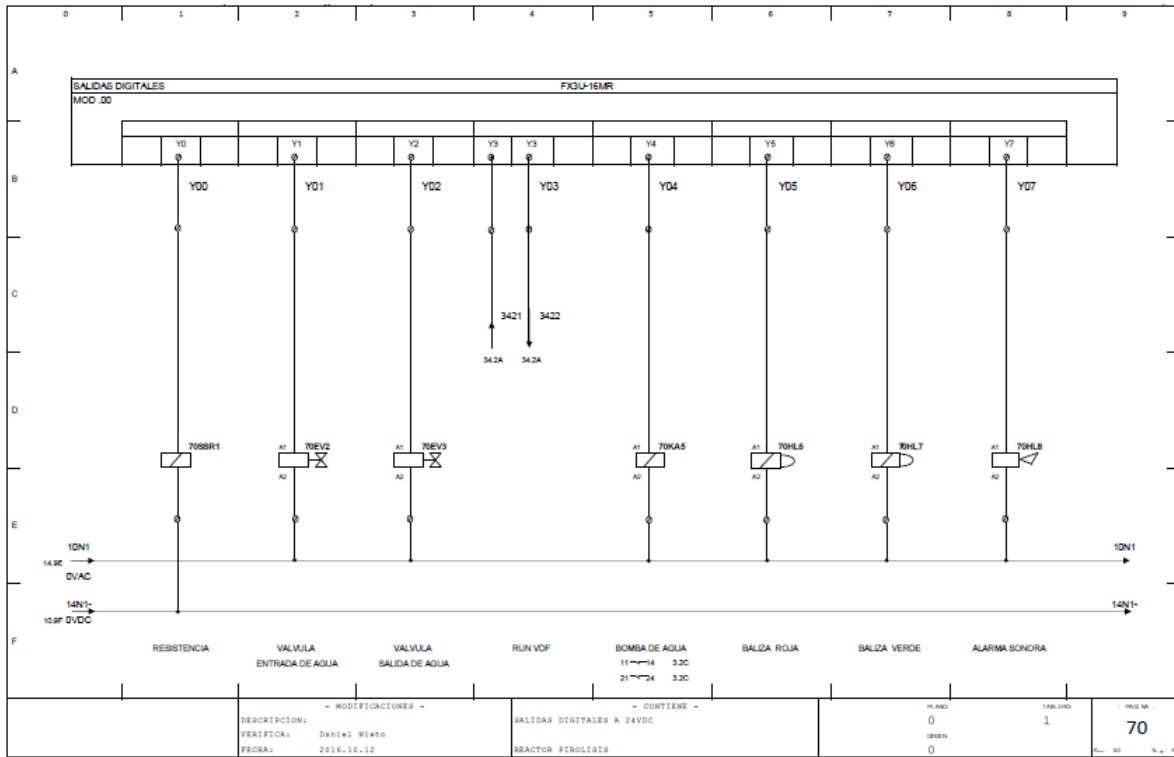 0 1 2 3 4 5 6 7 8 9
A
SALIDAS DIGITALES FX3U-16MR
MOD .00
Y0 Y1 Y2 Y3 Y3 Y4 Y5 Y6 Y7
B
Y00 Y01 Y02 Y03 Y04 Y05 Y06 Y07
C
3421 3422
34.2A 34.2A
D
70SSR1 A1 70EV2 A1 70EV3 A1 70KA5 A1 70HL6 A1 70HL7 A1 70HL8
A2 A2 A2 A2 A2 A2
E
10N1 10N1
14.9E
0VAC
14N1- 14N1-
10.9F 0VDC
F
RESISTENCIA VALVULA VALVULA RUN VDF BOMBA DE AGUA BALIZA ROJA BALIZA VERDE ALARMA SONORA
ENTRADA DE AGUA SALIDA DE AGUA 11 14 3.2C
21 24 3.2C
- MODIFICACIONES - - CONTIENE - PLANO TABLERO - PAGINA -
DESCRIPCION: SALIDAS DIGITALES A 24VDC 0 1 70
VERIFICA: Daniel Nieto ORDEN
FECHA: 2016.10.12 REACTOR PIROLISIS 0